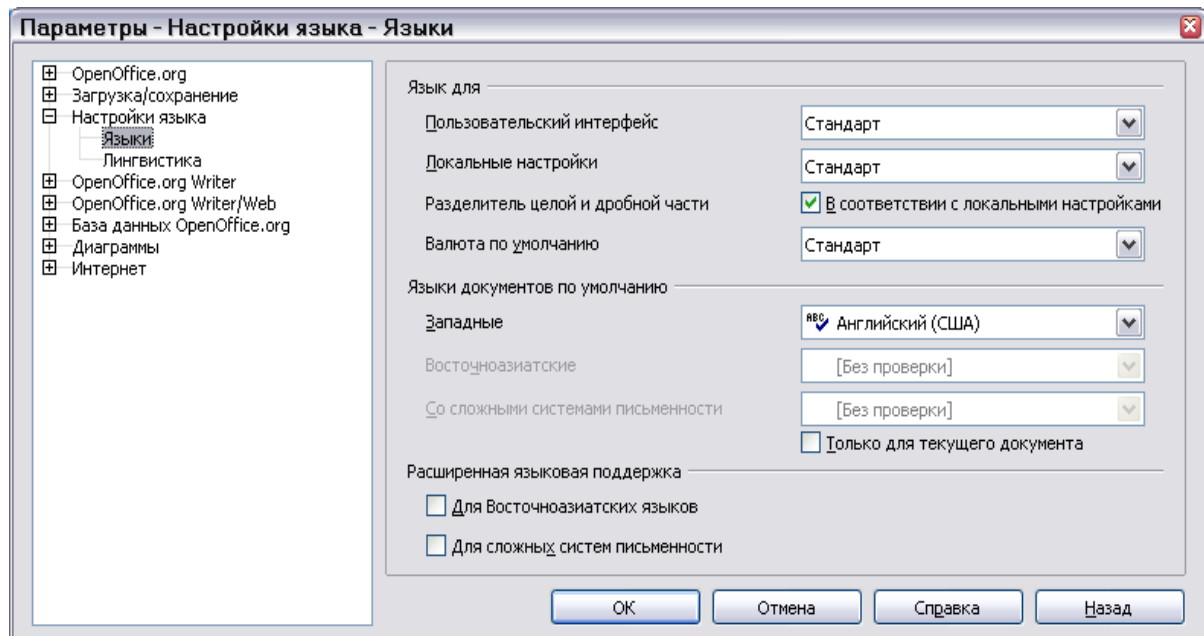 Параметры - Настройки языка - Языки
OpenOffice.org
Загрузка/сохранение
Настройки языка
Языки
Лингвистика
OpenOffice.org Writer
OpenOffice.org Writer/Web
База данных OpenOffice.org
Диаграммы
Интернет
Язык для
Пользовательский интерфейс Стандарт
Локальные настройки Стандарт
Разделитель целой и дробной части В соответствии с локальными настройками
Валюта по умолчанию Стандарт
Языки документов по умолчанию
Западные ABC Английский (США)
Восточноазиатские [Без проверки]
Со сложными системами письменности [Без проверки]
Только для текущего документа
Расширенная языковая поддержка
Для Восточноазиатских языков
Для сложных систем письменности
ОК Отмена Справка Назад